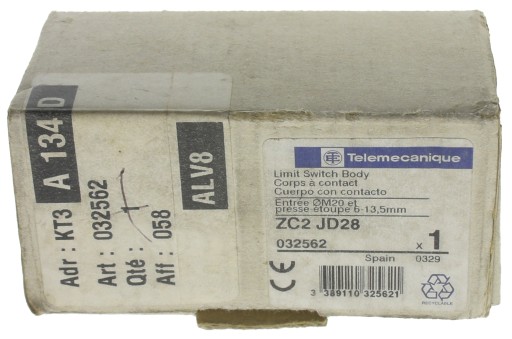 A 134 D
ALV8
Adr : KT3
Art : 032562
Qté :
Aff : 058
Telemecanique
Limit Switch Body
Corps à contact
Cuerpo con contacto
Entrée ØM20 et
presse étoupe 6-13,5mm
ZC2 JD28
032562 x 1
Spain 0329
CE
3 389110 325621
RECYCLABLE